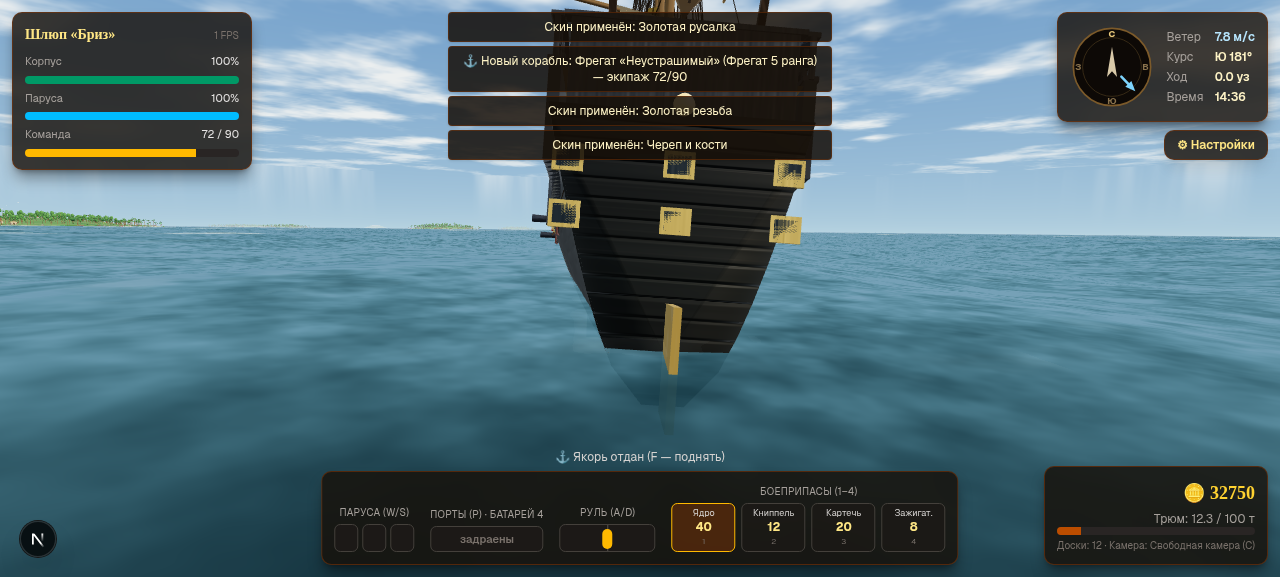 Шлюп «Бриз»
1 FPS
Корпус 100%
Паруса 100%
Команда 72 / 90
Скин применён: Золотая русалка
⚓ Новый корабль: Фрегат «Неустрашимый» (Фрегат 5 ранга)
— экипаж 72/90
Скин применён: Золотая резьба
Скин применён: Череп и кости
С
З
В
Ю
Ветер 7.8 м/с
Курс Ю 181°
Ход 0.0 уз
Время 14:36
⚙ Настройки
⚓ Якорь отдан (F — поднять)
ПАРУСА (W/S)
ПОРТЫ (P) · БАТАРЕЙ 4
задраены
РУЛЬ (A/D)
БОЕПРИПАСЫ (1–4)
Ядро
40
1
Книппель
12
2
Картечь
20
3
Зажигат.
8
4
🪙 32750
Трюм: 12.3 / 100 т
Доски: 12 · Камера: Свободная камера (C)
N